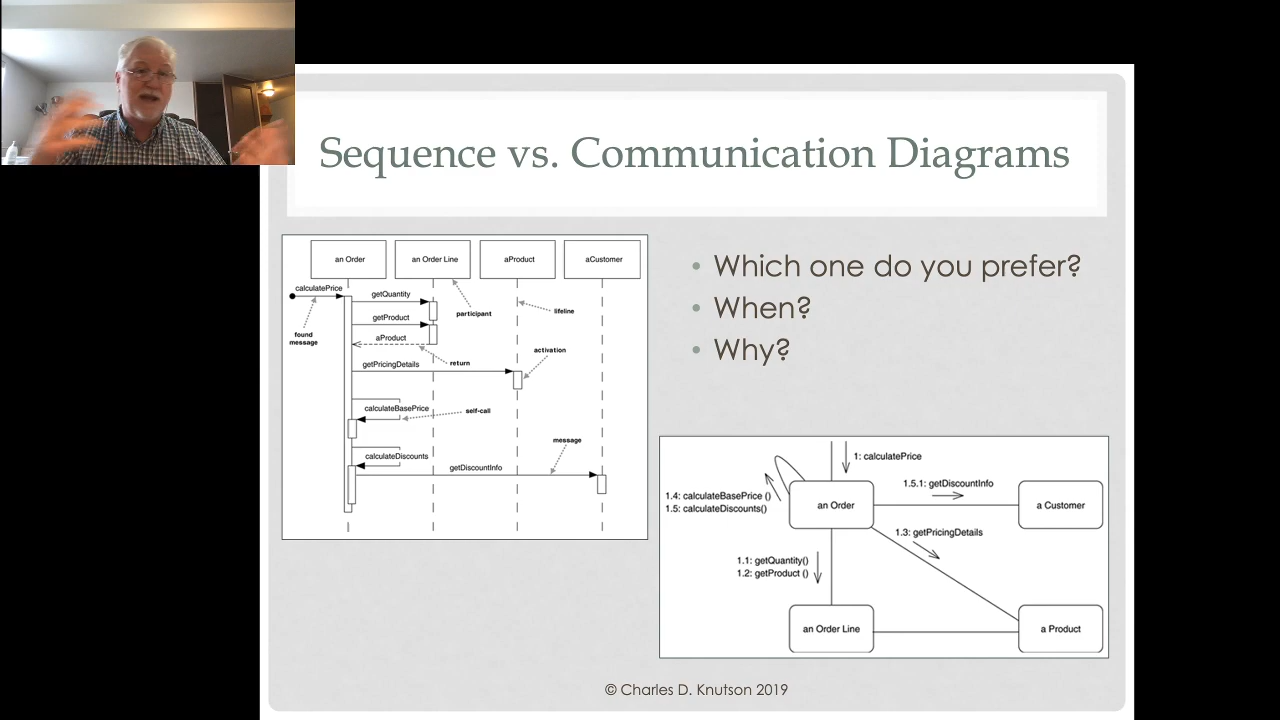 Sequence vs. Communication Diagrams
an Order
an Order Line
aProduct
aCustomer
calculatePrice
getQuantity
found
message
participant
lifeline
getProduct
aProduct
return
activation
getPricingDetails
calculateBasePrice
self-call
calculateDiscounts
message
getDiscountInfo
• Which one do you prefer?
• When?
• Why?
1: calculatePrice
1.4: calculateBasePrice ()
1.5: calculateDiscounts()
an Order
1.5.1: getDiscountInfo
a Customer
1.3: getPricingDetails
1.1: getQuantity()
1.2: getProduct ()
an Order Line
a Product
© Charles D. Knutson 2019